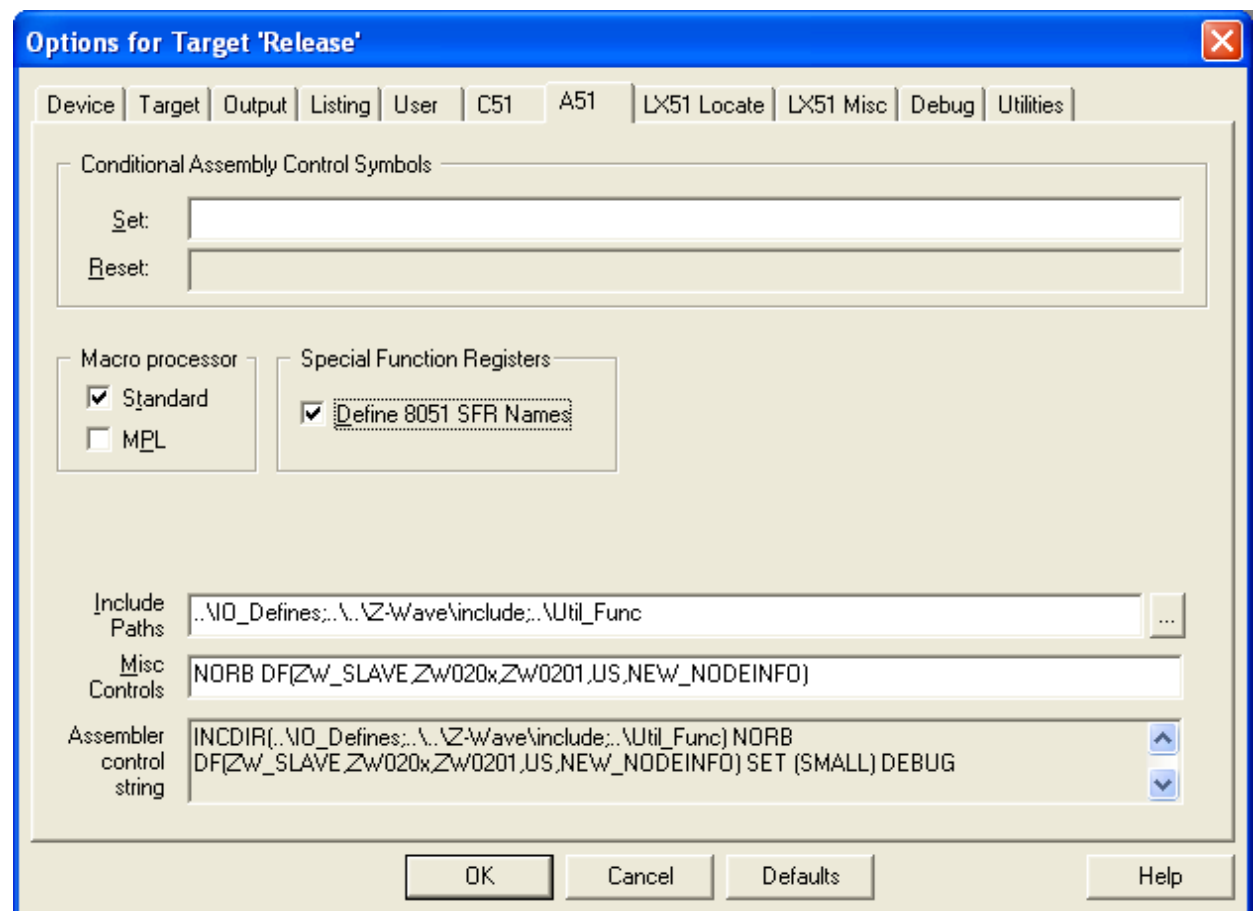 Options for Target 'Release'
Device Target Output Listing User C51 A51 LX51 Locate LX51 Misc Debug Utilities
Conditional Assembly Control Symbols
Set:
Reset:
Macro processor
Standard
MPL
Special Function Registers
Define 8051 SFR Names
Include
Paths
..\IO_Defines;..\..\Z-Wave\include;..\Util_Func
...
Misc
Controls
NORB DF(ZW_SLAVE,ZW020x,ZW0201,US,NEW_NODEINFO)
Assembler
control
string
INCDIR(..\IO_Defines;..\..\Z-Wave\include;..\Util_Func) NORB
DF(ZW_SLAVE,ZW020x,ZW0201,US,NEW_NODEINFO) SET (SMALL) DEBUG
OK Cancel Defaults Help